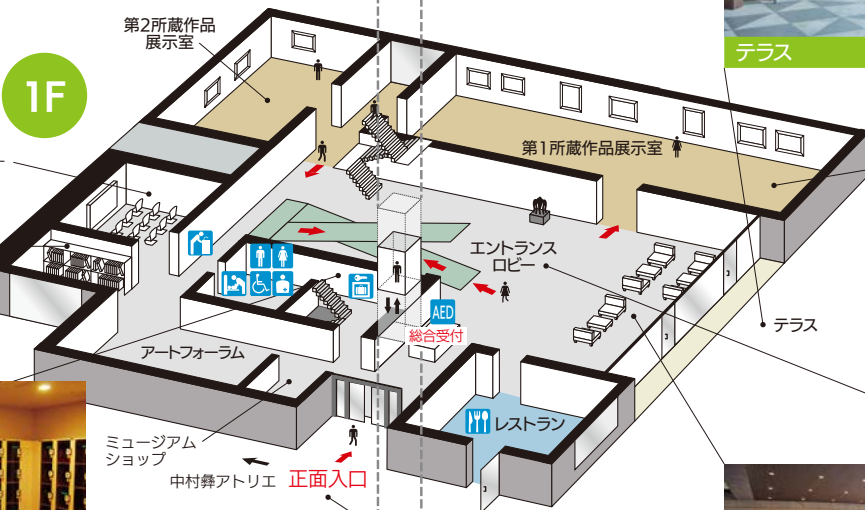 第2所蔵作品
展示室
テラス
1F
第1所蔵作品展示室
エントランス
ロビー
AED
総合受付
テラス
アートフォーラム
レストラン
ミュージアム
ショップ
中村彝アトリエ
正面入口